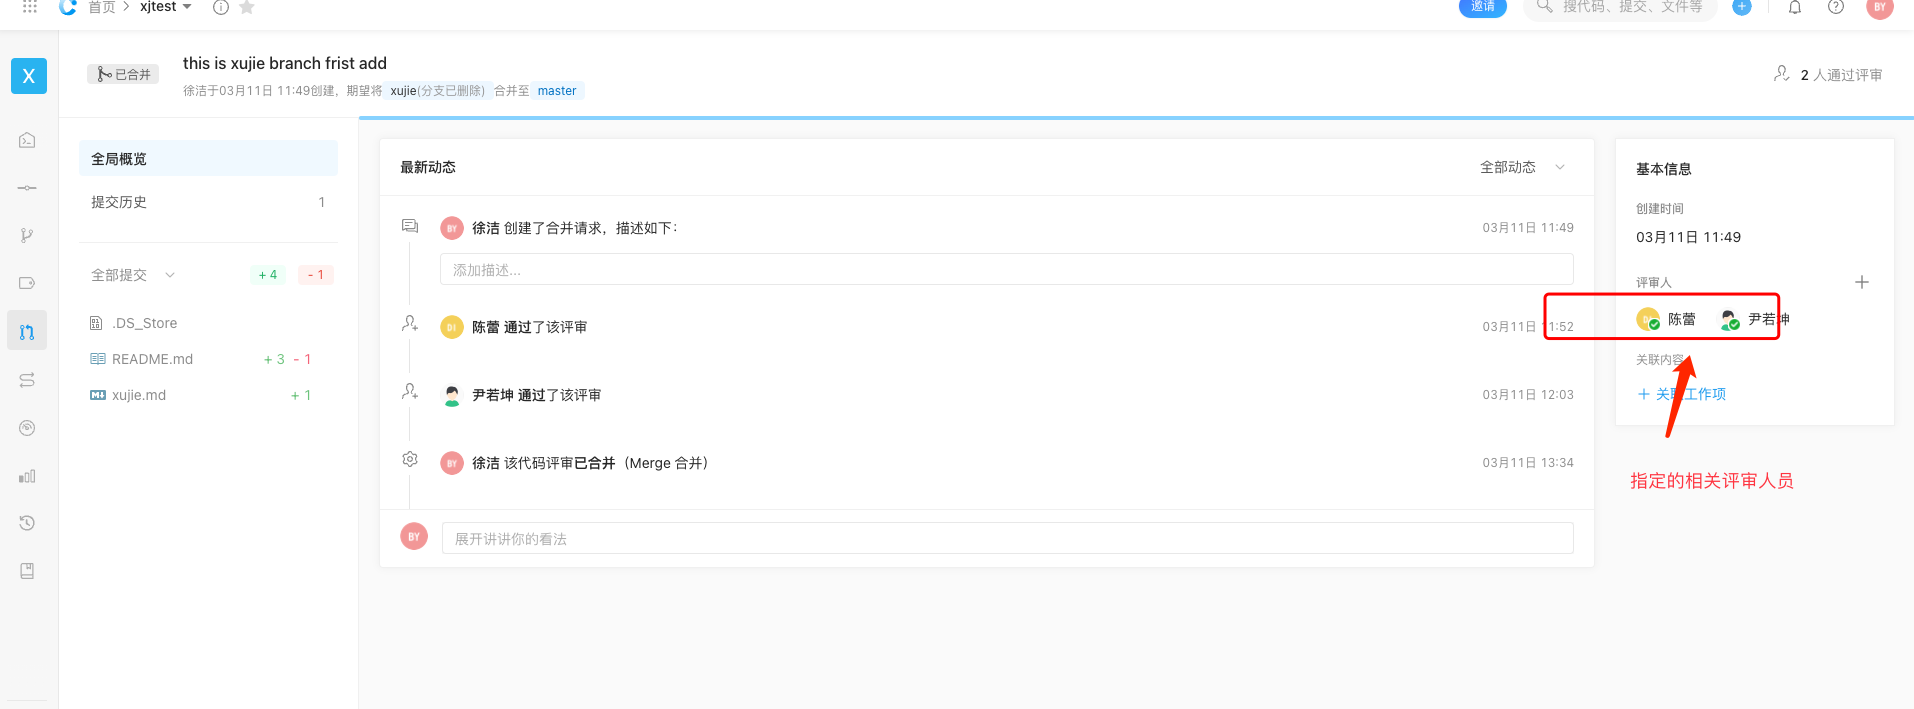 首页 > xjtest
邀请
搜代码、提交、文件等
BY
X
已合并
this is xujie branch frist add
徐洁于03月11日 11:49创建，期望将 xujie(分支已删除) 合并至 master
2 人通过评审
全局概览
提交历史 1
全部提交 +4 -1
.DS_Store
README.md +3 -1
xujie.md +1
最新动态
全部动态
BY 徐洁 创建了合并请求，描述如下：
03月11日 11:49
添加描述...
DI 陈蕾 通过了该评审
03月11日 11:52
尹若坤 通过了该评审
03月11日 12:03
BY 徐洁 该代码评审已合并（Merge 合并）
03月11日 13:34
BY 展开讲讲你的看法
基本信息
创建时间
03月11日 11:49
评审人
陈蕾 尹若坤
关联内容
+ 关联工作项
指定的相关评审人员